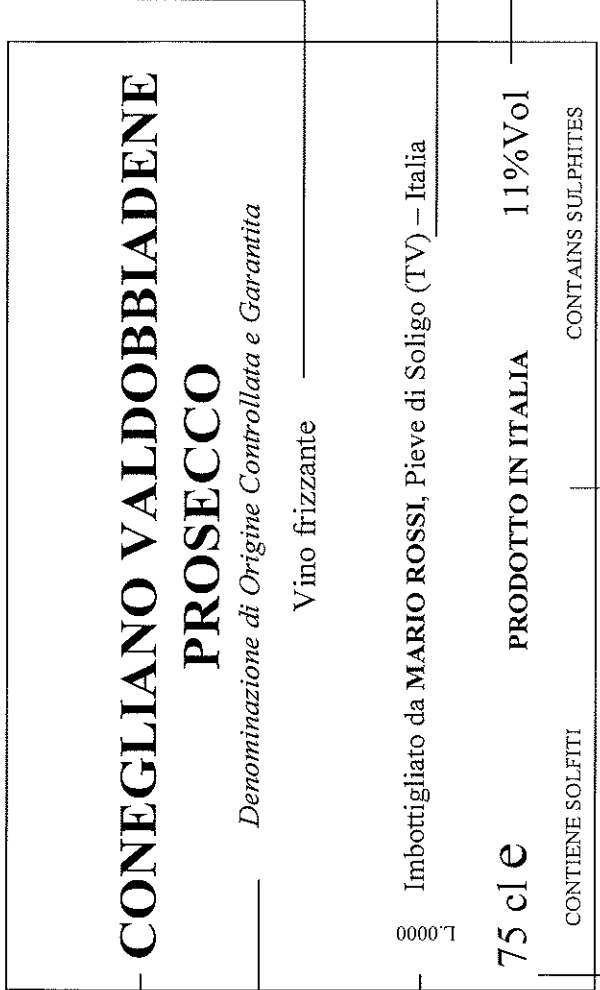 CONEGLIANO VALDOBBIADENE
PROSECCO
Denominazione di Origine Controllata e Garantita
Vino frizzante
Imbottigliato da MARIO ROSSI, Pieve di Soligo (TV) – Italia
L.0000
75 cl e PRODOTTO IN ITALIA 11%Vol
CONTIENE SOLFITI CONTAINS SULPHITES